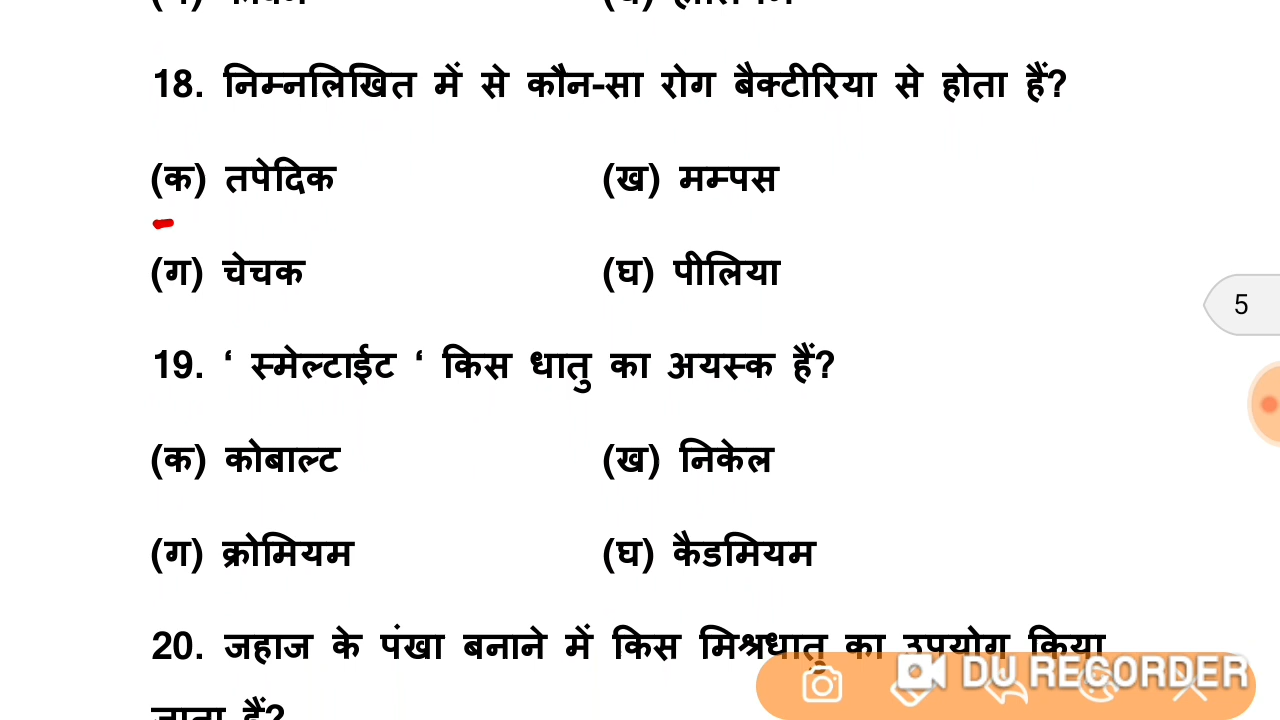 18. निम्नलिखित में से कौन-सा रोग बैक्टीरिया से होता हैं?
(क) तपेदिक (ख) मम्पस
(ग) चेचक (घ) पीलिया
5
19. ‘ स्मेल्टाईट ‘ किस धातु का अयस्क हैं?
(क) कोबाल्ट (ख) निकेल
(ग) क्रोमियम (घ) कैडमियम
20. जहाज के पंखा बनाने में किस मिश्रधातु का उपयोग किया
जाता हैं?
DU RECORDER